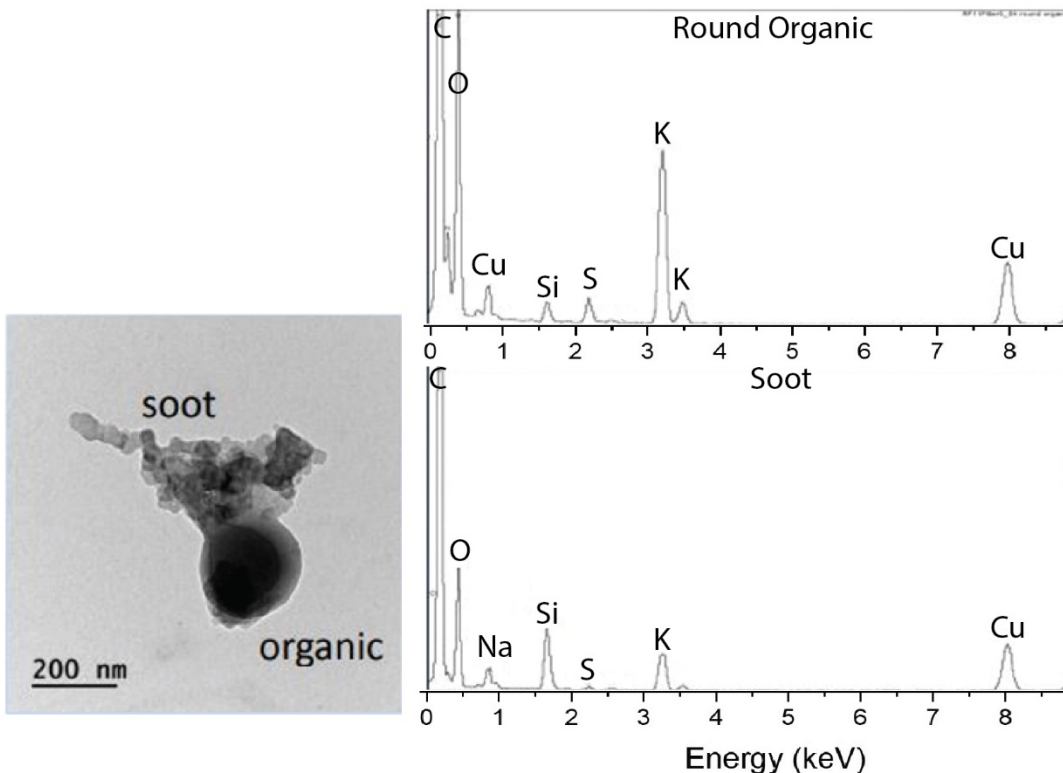 soot
organic
200 nm
Round Organic
C
O
K
Cu
Si
S
K
Cu
0 1 2 3 4 5 6 7 8
Soot
C
O
Na
Si
S
K
Cu
0 1 2 3 4 5 6 7 8
Energy (keV)